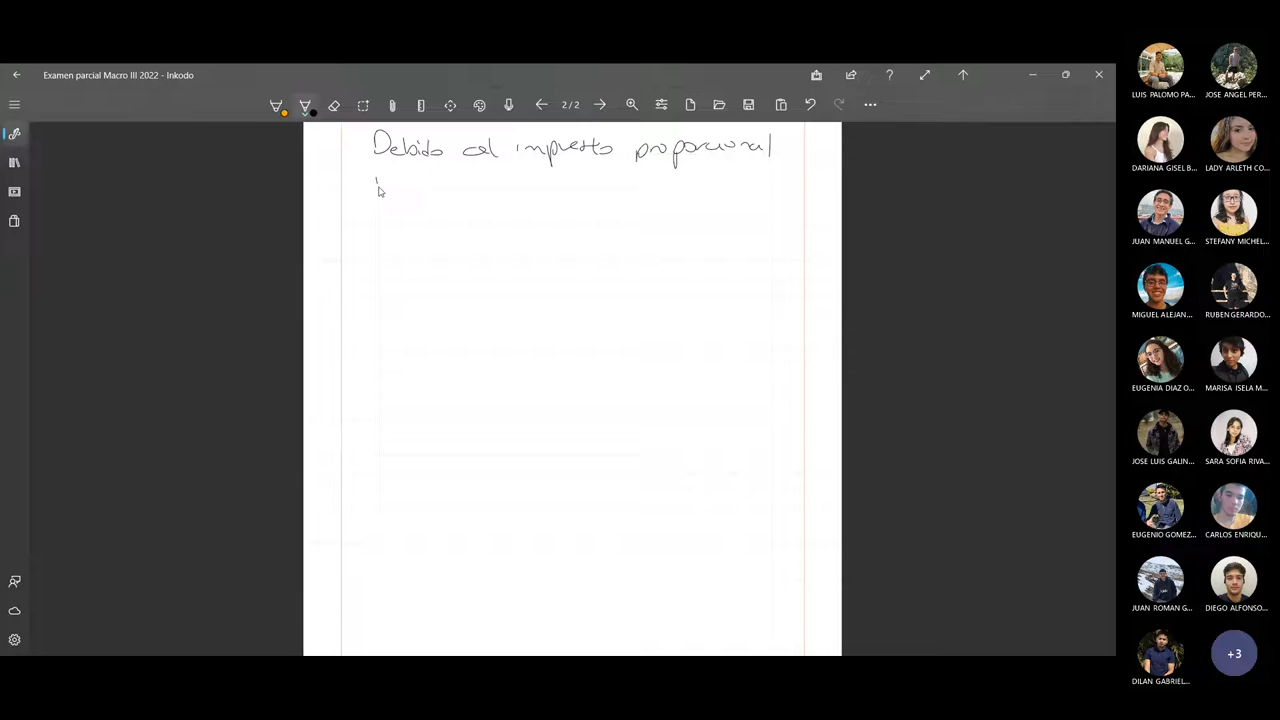 Examen parcial Macro III 2022 - Inkodo
2/2
Debido al impuesto proporcional
LUIS PALOMO PA...
JOSE ANGEL PER...
DARIANA GISEL B...
LADY ARLETH CO...
JUAN MANUEL G...
STEFANY MICHEL...
MIGUEL ALEJAN...
RUBEN GERARDO...
EUGENIA DIAZ O...
MARISA ISELA M...
JOSE LUIS GALIN...
SARA SOFIA RIVA...
EUGENIO GOMEZ...
CARLOS ENRIQU...
JUAN ROMAN G...
DIEGO ALFONSO...
DILAN GABRIEL...
+3